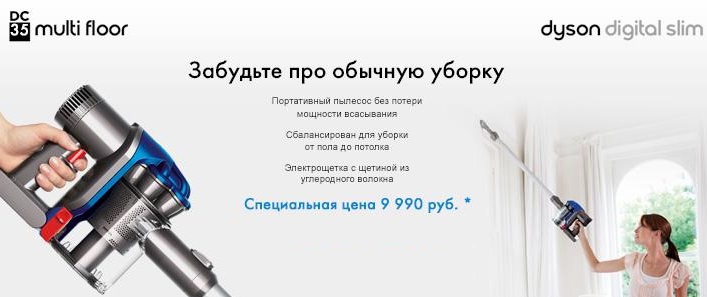 DC
35 multi floor
dyson digital slim
Забудьте про обычную уборку
Портативный пылесос без потери
мощности всасывания
Сбалансирован для уборки
от пола до потолка
Электрощетка с щетиной из
углеродного волокна
Специальная цена 9 990 руб. *